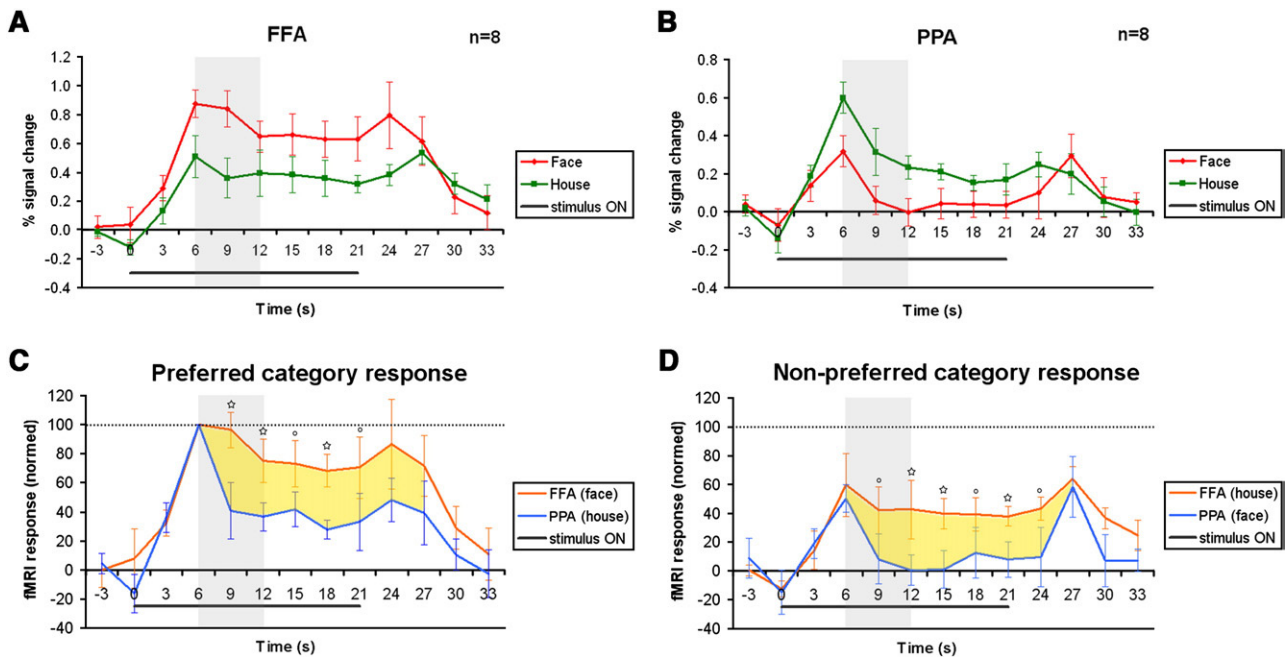 A
FFA
n=8
% signal change
1.2
1.0
0.8
0.6
0.4
0.2
0.0
-0.2
-0.4
-3 0 3 6 9 12 15 18 21 24 27 30 33
Time (s)
Face
House
stimulus ON
B
PPA
n=8
% signal change
0.8
0.6
0.4
0.2
0.0
-0.2
-0.4
-3 0 3 6 9 12 15 18 21 24 27 30 33
Time (s)
Face
House
stimulus ON
C
Preferred category response
fMRI response (normed)
120
100
80
60
40
20
0
-20
-40
-3 0 3 6 9 12 15 18 21 24 27 30 33
Time (s)
FFA (face)
PPA (house)
stimulus ON
D
Non-preferred category response
fMRI response (normed)
120
100
80
60
40
20
0
-20
-40
-3 0 3 6 9 12 15 18 21 24 27 30 33
Time (s)
FFA (house)
PPA (face)
stimulus ON